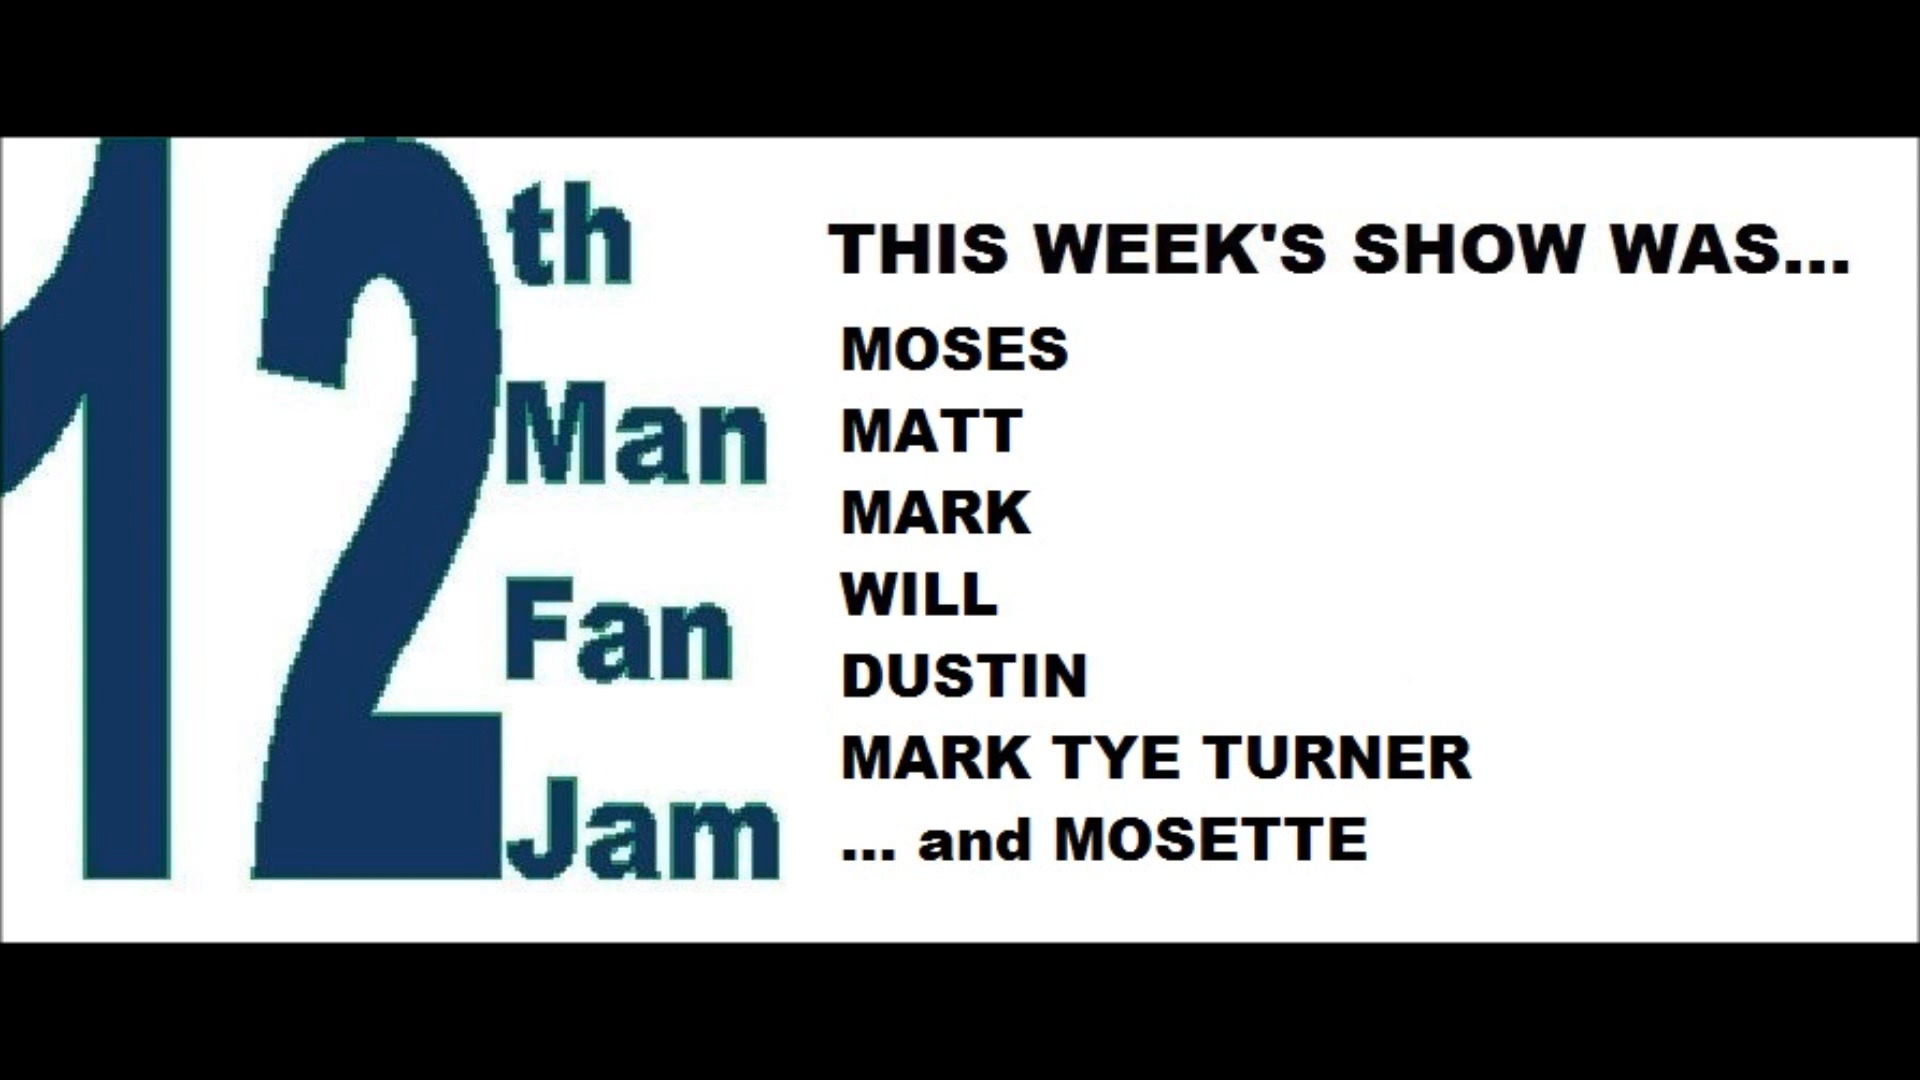 12th
Man
Fan
Jam
THIS WEEK'S SHOW WAS...
MOSES
MATT
MARK
WILL
DUSTIN
MARK TYE TURNER
... and MOSETTE